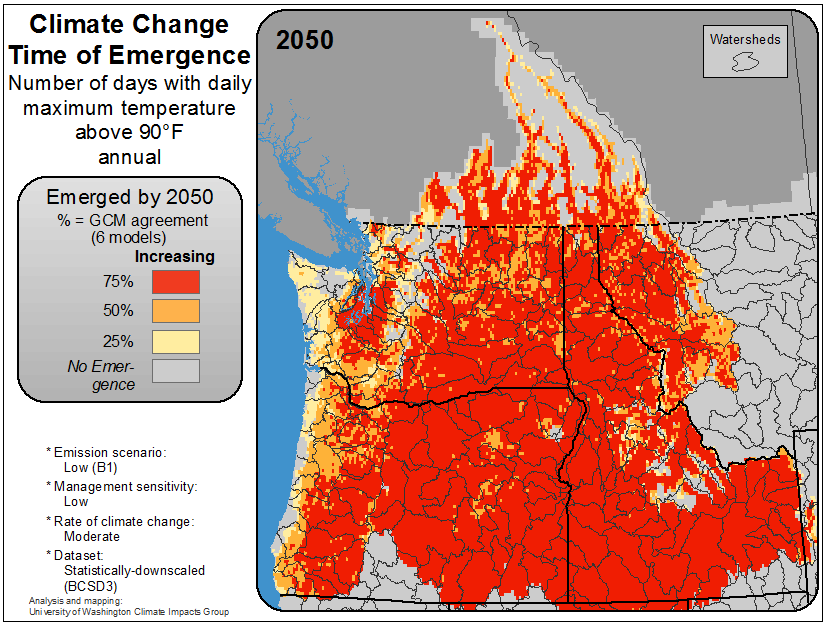 Climate Change
Time of Emergence
Number of days with daily
maximum temperature
above 90°F
annual
Emerged by 2050
% = GCM agreement
(6 models)
Increasing
75%
50%
25%
No Emer-
gence
* Emission scenario:
Low (B1)
* Management sensitivity:
Low
* Rate of climate change:
Moderate
* Dataset:
Statistically-downscaled
(BCSD3)
Analysis and mapping:
University of Washington Climate Impacts Group
2050
Watersheds